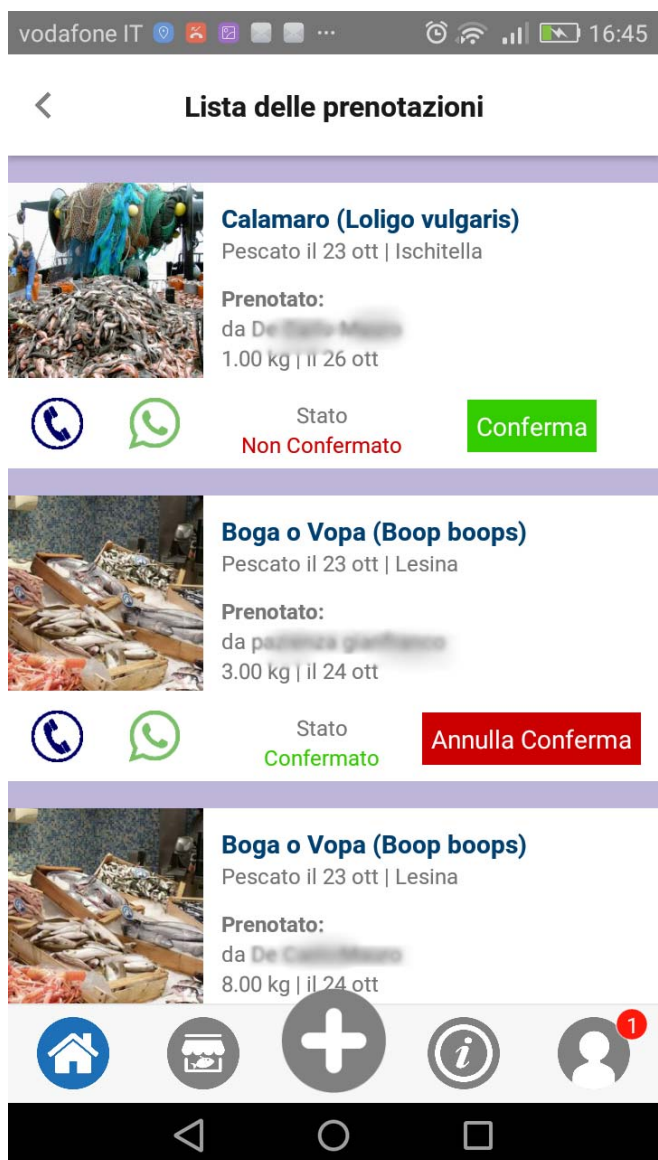 vodafone IT ... 16:45
Lista delle prenotazioni
Calamaro (Loligo vulgaris)
Pescato il 23 ott | Ischitella
Prenotato:
da
1.00 kg | il 26 ott
Stato
Non Confermato
Conferma
Boga o Vopa (Boop boops)
Pescato il 23 ott | Lesina
Prenotato:
da
3.00 kg | il 24 ott
Stato
Confermato
Annulla Conferma
Boga o Vopa (Boop boops)
Pescato il 23 ott | Lesina
Prenotato:
da
8.00 kg | il 24 ott
i
1